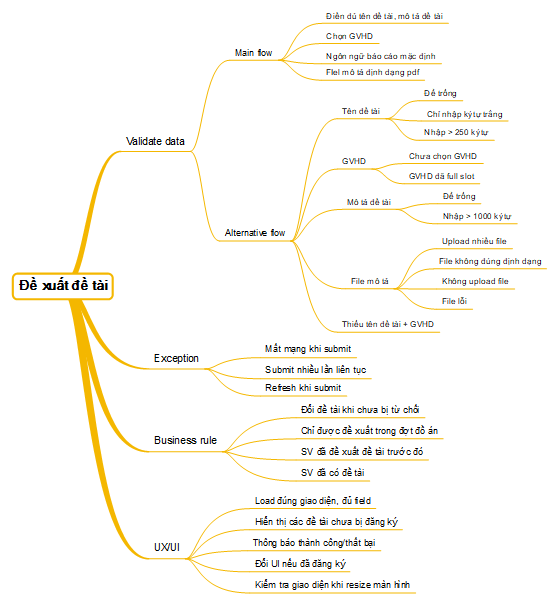 Đề xuất đề tài
Validate data
Main flow
Điền đủ tên đề tài, mô tả đề tài
Chọn GVHD
Ngôn ngữ báo cáo mặc định
Flel mô tả định dạng pdf
Alternative flow
Tên đề tài
Để trống
Chỉ nhập ký tự trắng
Nhập > 250 ký tự
GVHD
Chưa chọn GVHD
GVHD đã full slot
Mô tả đề tài
Để trống
Nhập > 1000 ký tự
File mô tả
Upload nhiều file
File không đúng định dạng
Không upload file
File lỗi
Thiếu tên đề tài + GVHD
Exception
Mất mạng khi submit
Submit nhiều lần liên tục
Refresh khi submit
Business rule
Đổi đề tài khi chưa bị từ chối
Chỉ được đề xuất trong đợt đồ án
SV đã đề xuất đề tài trước đó
SV đã có đề tài
UX/UI
Load đúng giao diện, đủ field
Hiển thị các đề tài chưa bị đăng ký
Thông báo thành công/thất bại
Đổi UI nếu đã đăng ký
Kiểm tra giao diện khi resize màn hình